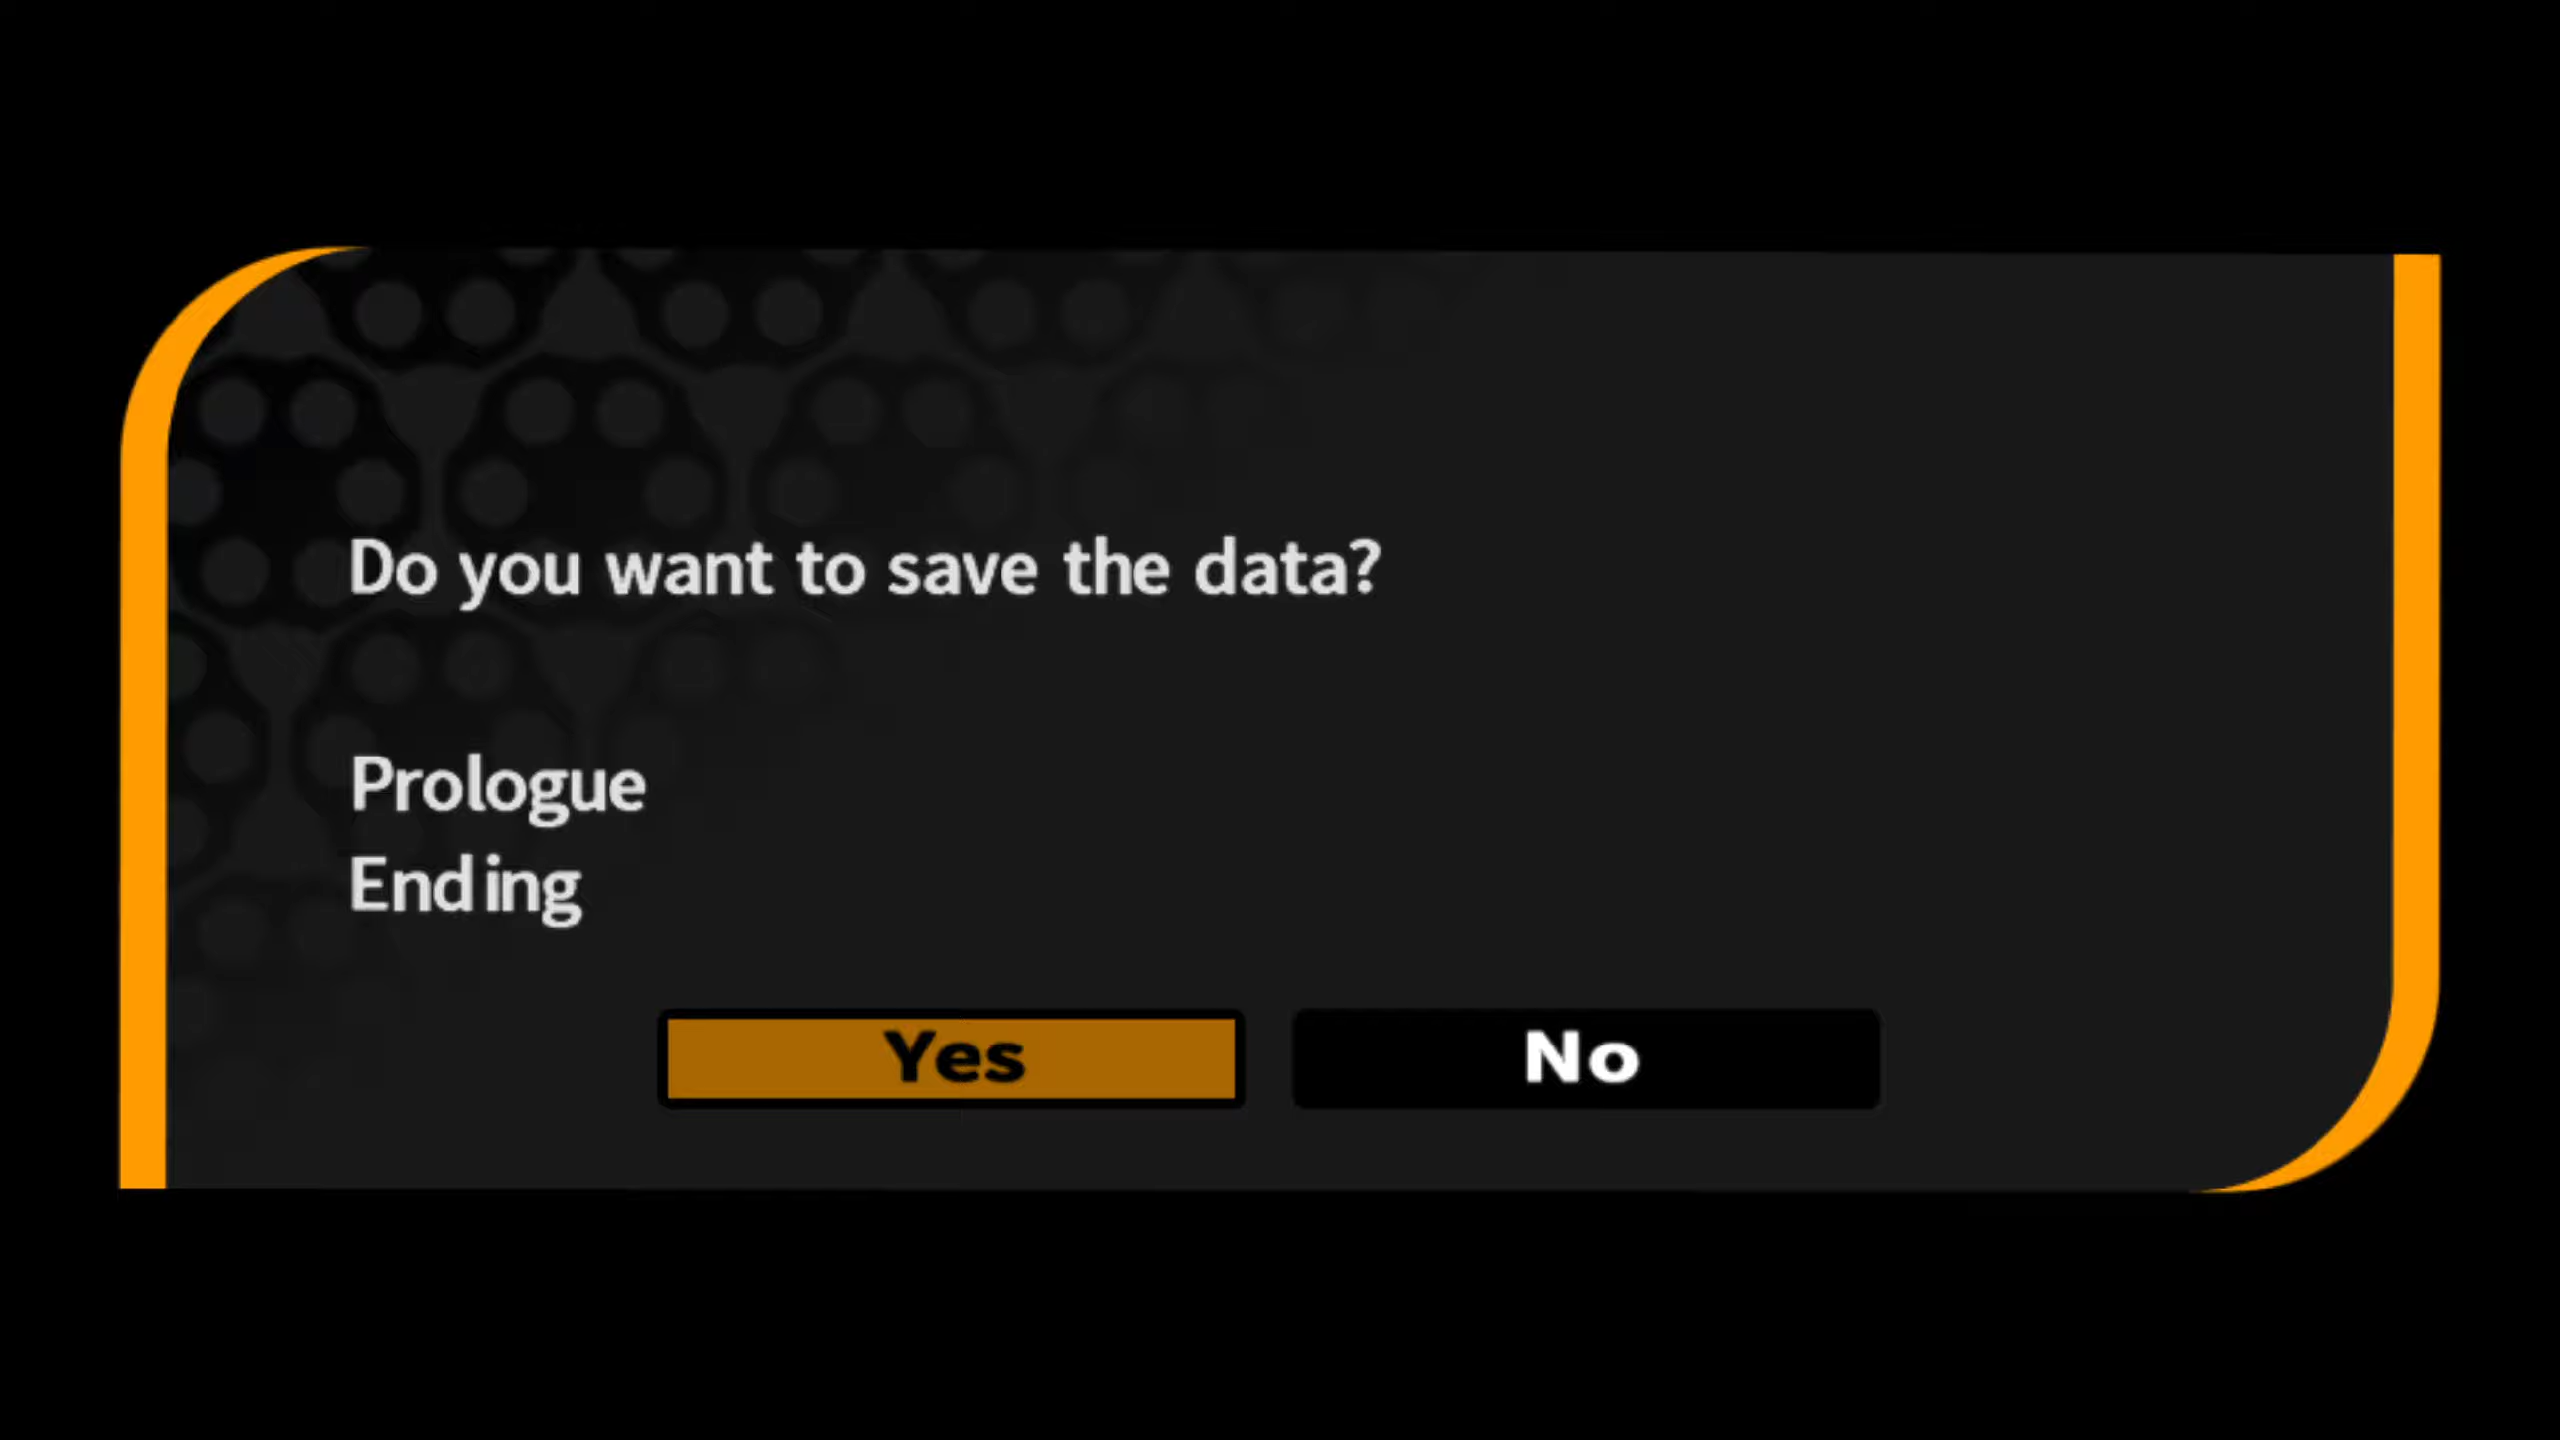 Do you want to save the data?
Prologue
Ending
Yes
No